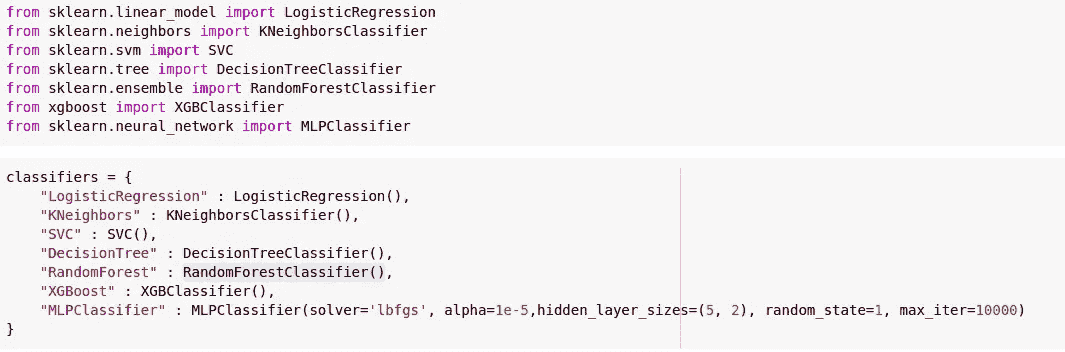 from sklearn.linear_model import LogisticRegression
from sklearn.neighbors import KNeighborsClassifier
from sklearn.svm import SVC
from sklearn.tree import DecisionTreeClassifier
from sklearn.ensemble import RandomForestClassifier
from xgboost import XGBClassifier
from sklearn.neural_network import MLPClassifier
classifiers = {
    "LogisticRegression" : LogisticRegression(),
    "KNeighbors" : KNeighborsClassifier(),
    "SVC" : SVC(),
    "DecisionTree" : DecisionTreeClassifier(),
    "RandomForest" : RandomForestClassifier(),
    "XGBoost" : XGBClassifier(),
    "MLPClassifier" : MLPClassifier(solver='lbfgs', alpha=1e-5,hidden_layer_sizes=(5, 2), random_state=1, max_iter=10000)
}